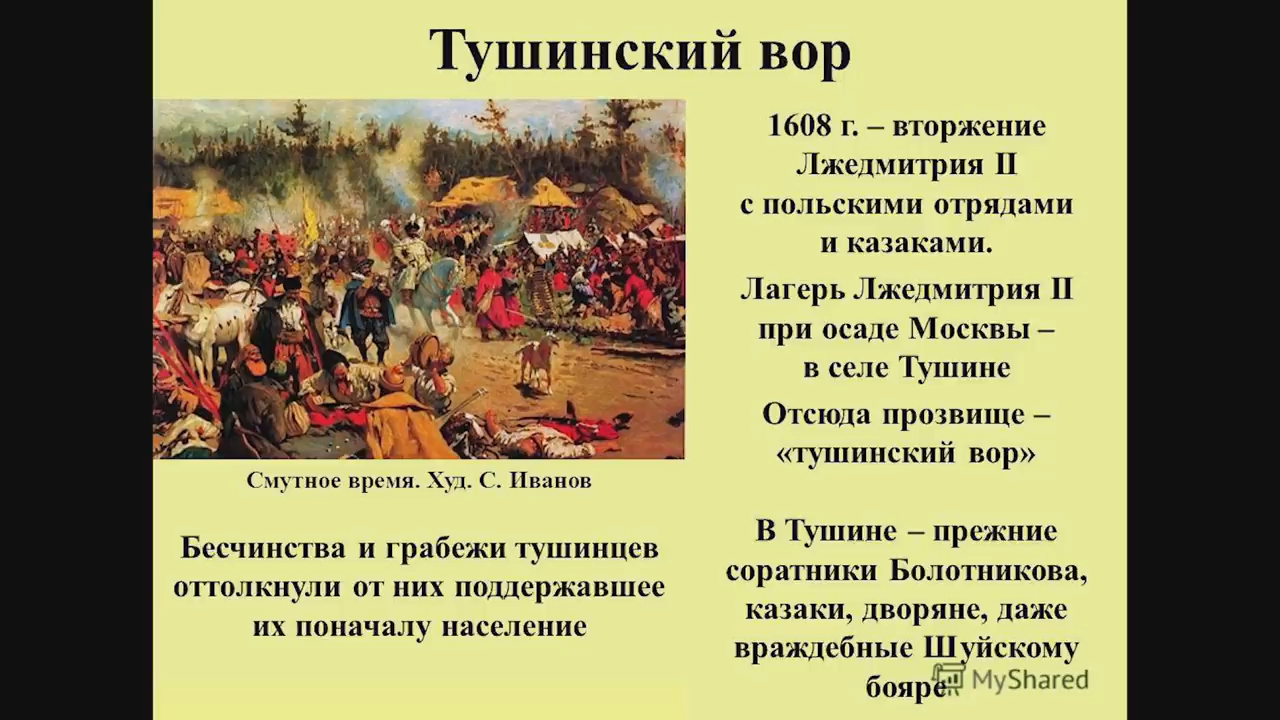 Тушинский вор
1608 г. – вторжение
Лжедмитрия II
с польскими отрядами
и казаками.
Лагерь Лжедмитрия II
при осаде Москвы –
в селе Тушине
Отсюда прозвище –
«тушинский вор»
В Тушине – прежние
соратники Болотникова,
казаки, дворяне, даже
враждебные Шуйскому
бояре
Смутное время. Худ. С. Иванов
Бесчинства и грабежи тушинцев
оттолкнули от них поддержавшее
их поначалу население
MyShared